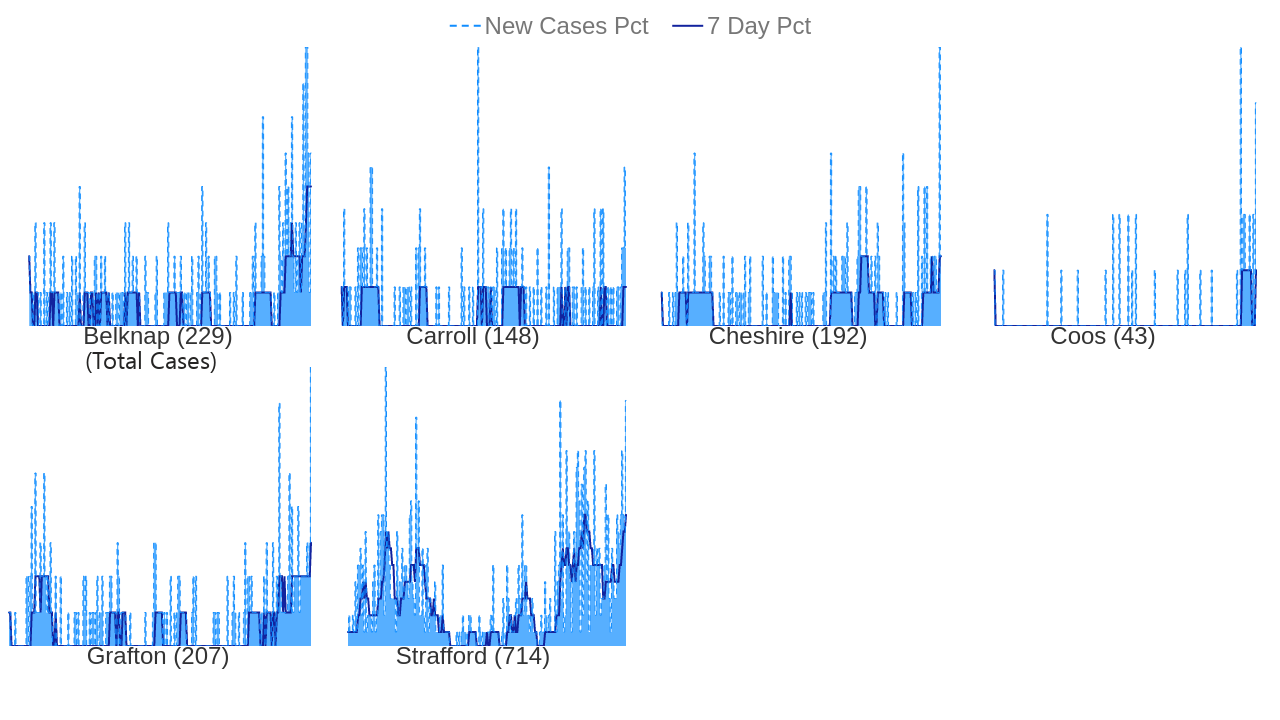 New Cases Pct 7 Day Pct
Belknap (229) Carroll (148) Cheshire (192) Coos (43)
(Total Cases)
Grafton (207) Strafford (714)